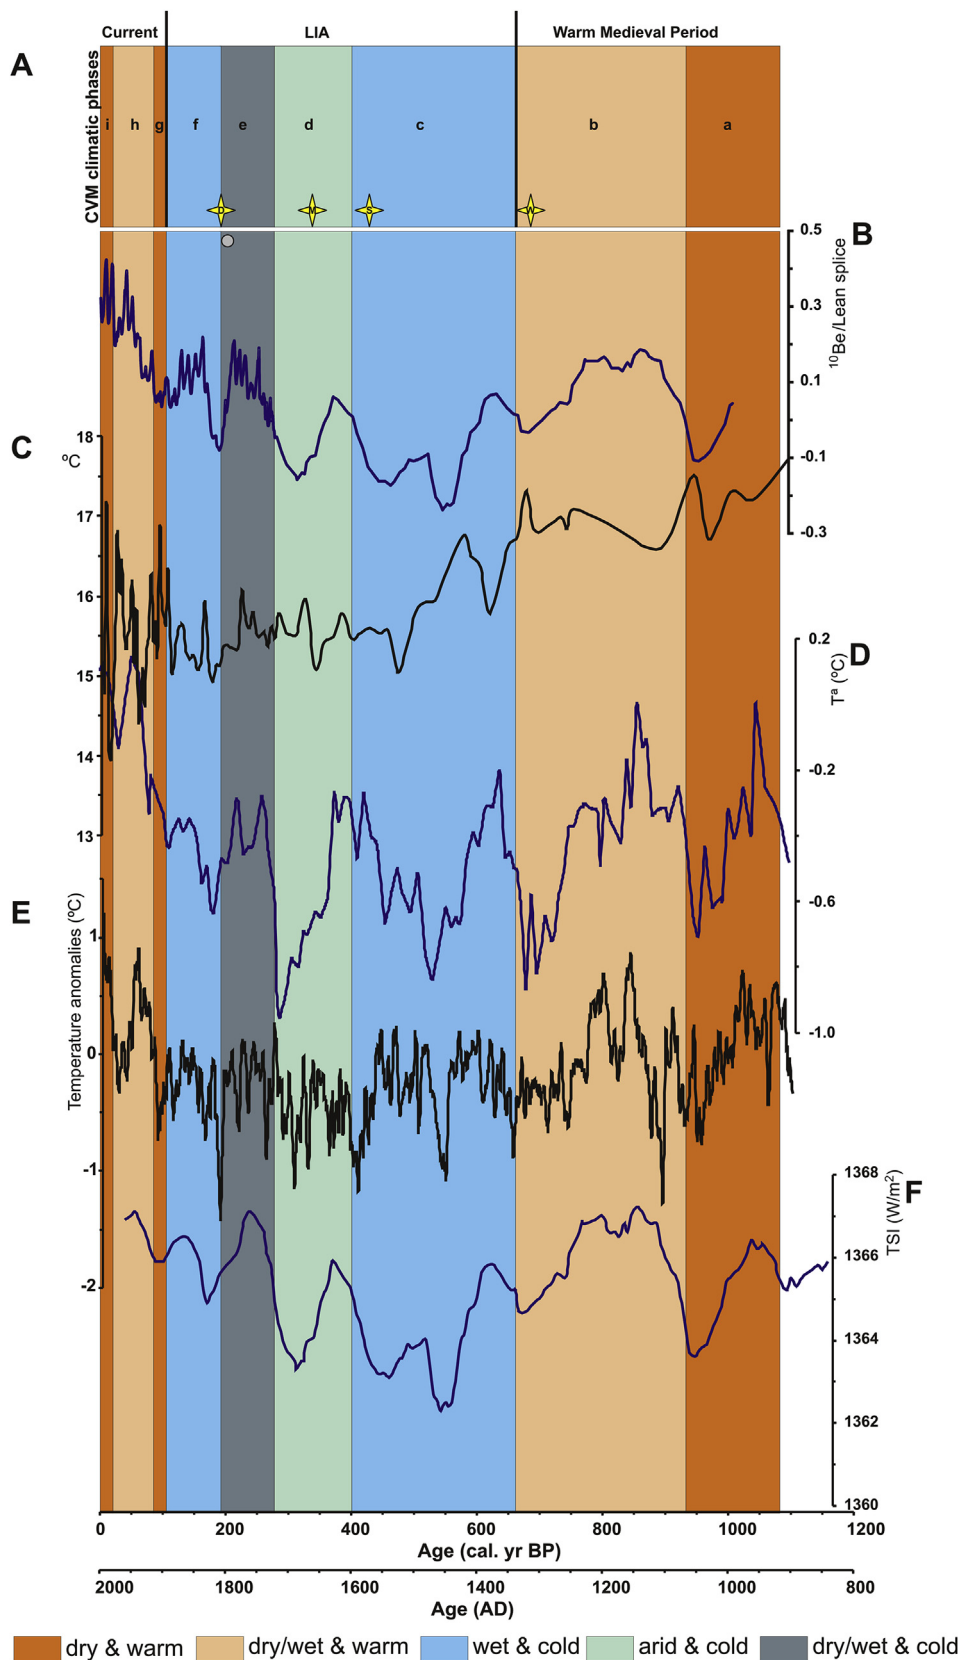 Current LIA Warm Medieval Period
A
CVM climatic phases
i h g f e d c b a
D M S W
B
0.5
0.3
0.1
-0.1
-0.3
¹⁰Be/Lean splice
C
ºC
18
17
16
15
14
13
D
0.2
-0.2
-0.6
-1.0
Tª (ºC)
E
Temperature anomalies (ºC)
1
0
-1
-2
F
1368
1366
1364
1362
1360
TSI (W/m²)
0 200 400 600 800 1000 1200
Age (cal. yr BP)
2000 1800 1600 1400 1200 1000 800
Age (AD)
dry & warm dry/wet & warm wet & cold arid & cold dry/wet & cold